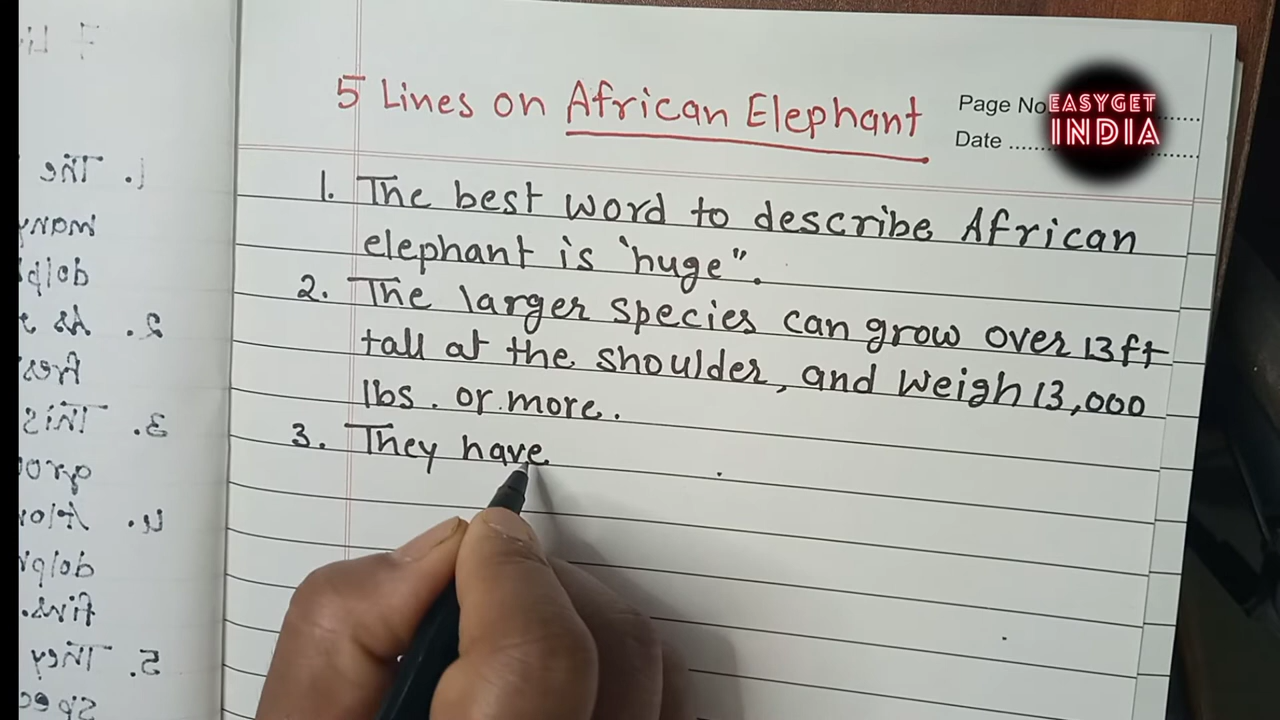 5 Lines on African Elephant
Page No.
Date ......
EASYGET
INDIA
1. The best word to describe African
elephant is "huge".
2. The larger species can grow over 13ft
tall at the shoulder, and weigh 13,000
lbs. or more.
3. They have